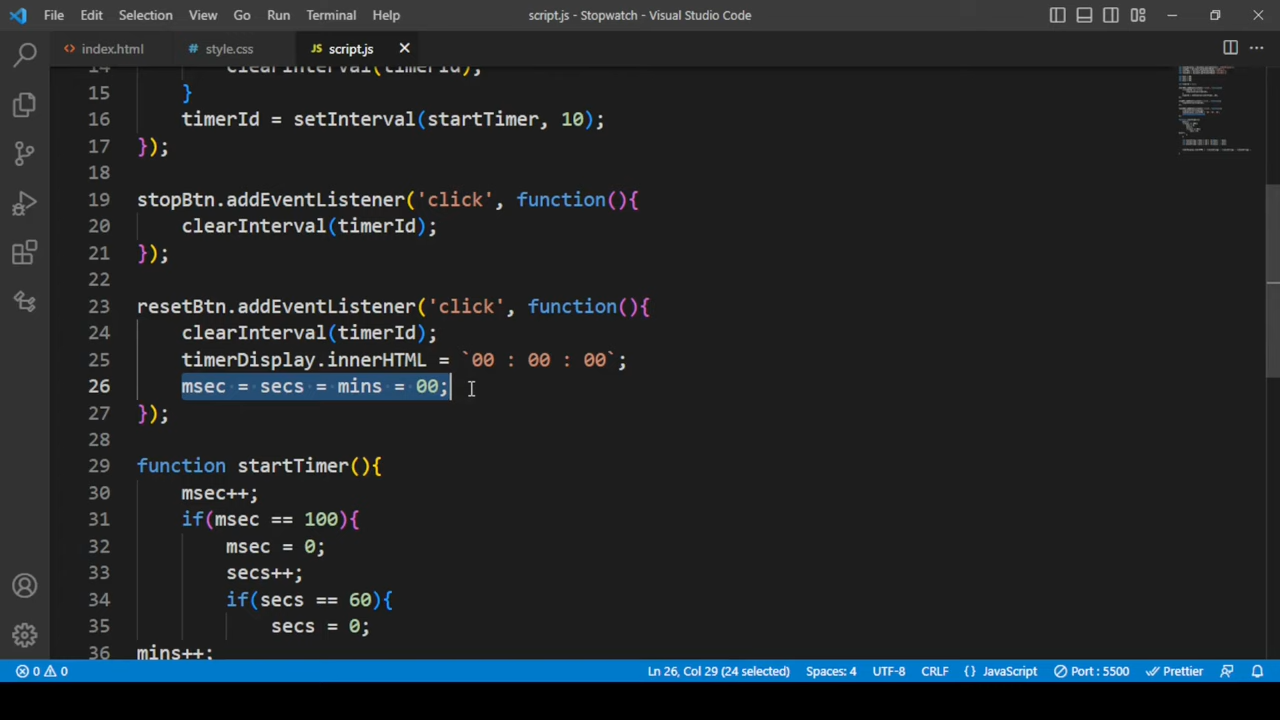 File Edit Selection View Go Run Terminal Help script.js - Stopwatch - Visual Studio Code
index.html style.css JS script.js
14 clearInterval(timerId);
15 }
16 timerId = setInterval(startTimer, 10);
17 });
18
19 stopBtn.addEventListener('click', function(){
20 clearInterval(timerId);
21 });
22
23 resetBtn.addEventListener('click', function(){
24 clearInterval(timerId);
25 timerDisplay.innerHTML = `00 : 00 : 00`;
26 msec = secs = mins = 00;
27 });
28
29 function startTimer(){
30 msec++;
31 if(msec == 100){
32 msec = 0;
33 secs++;
34 if(secs == 60){
35 secs = 0;
36 mins++;
0 0 Ln 26, Col 29 (24 selected) Spaces: 4 UTF-8 CRLF {} JavaScript Port : 5500 Prettier